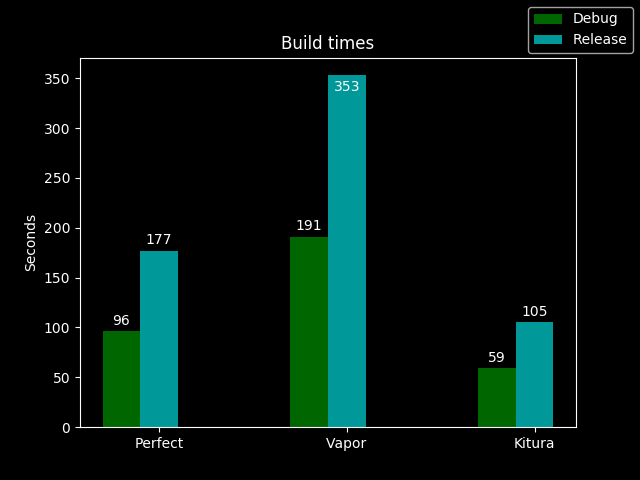 Debug
Release
Build times
Seconds
350
300
250
200
150
100
50
0
96
177
191
353
59
105
Perfect
Vapor
Kitura